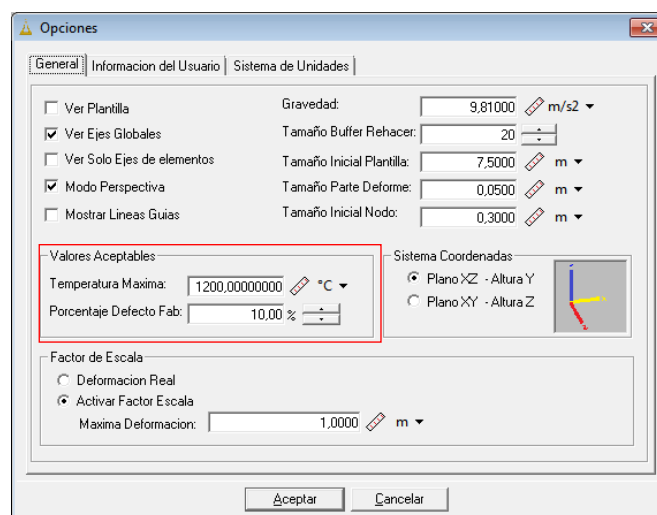 Opciones
General Informacion del Usuario Sistema de Unidades
Ver Plantilla Gravedad: 9,81000 m/s2
Ver Ejes Globales Tamaño Buffer Rehacer: 20
Ver Solo Ejes de elementos Tamaño Inicial Plantilla: 7,5000 m
Modo Perspectiva Tamaño Parte Deforme: 0,0500 m
Mostrar Lineas Guias Tamaño Inicial Nodo: 0,3000 m
Valores Aceptables Sistema Coordenadas
Temperatura Maxima: 1200,00000000 °C Plano XZ - Altura Y
Porcentaje Defecto Fab: 10,00 % Plano XY - Altura Z
Factor de Escala
Deformacion Real
Activar Factor Escala
Maxima Deformacion: 1,0000 m
Aceptar Cancelar